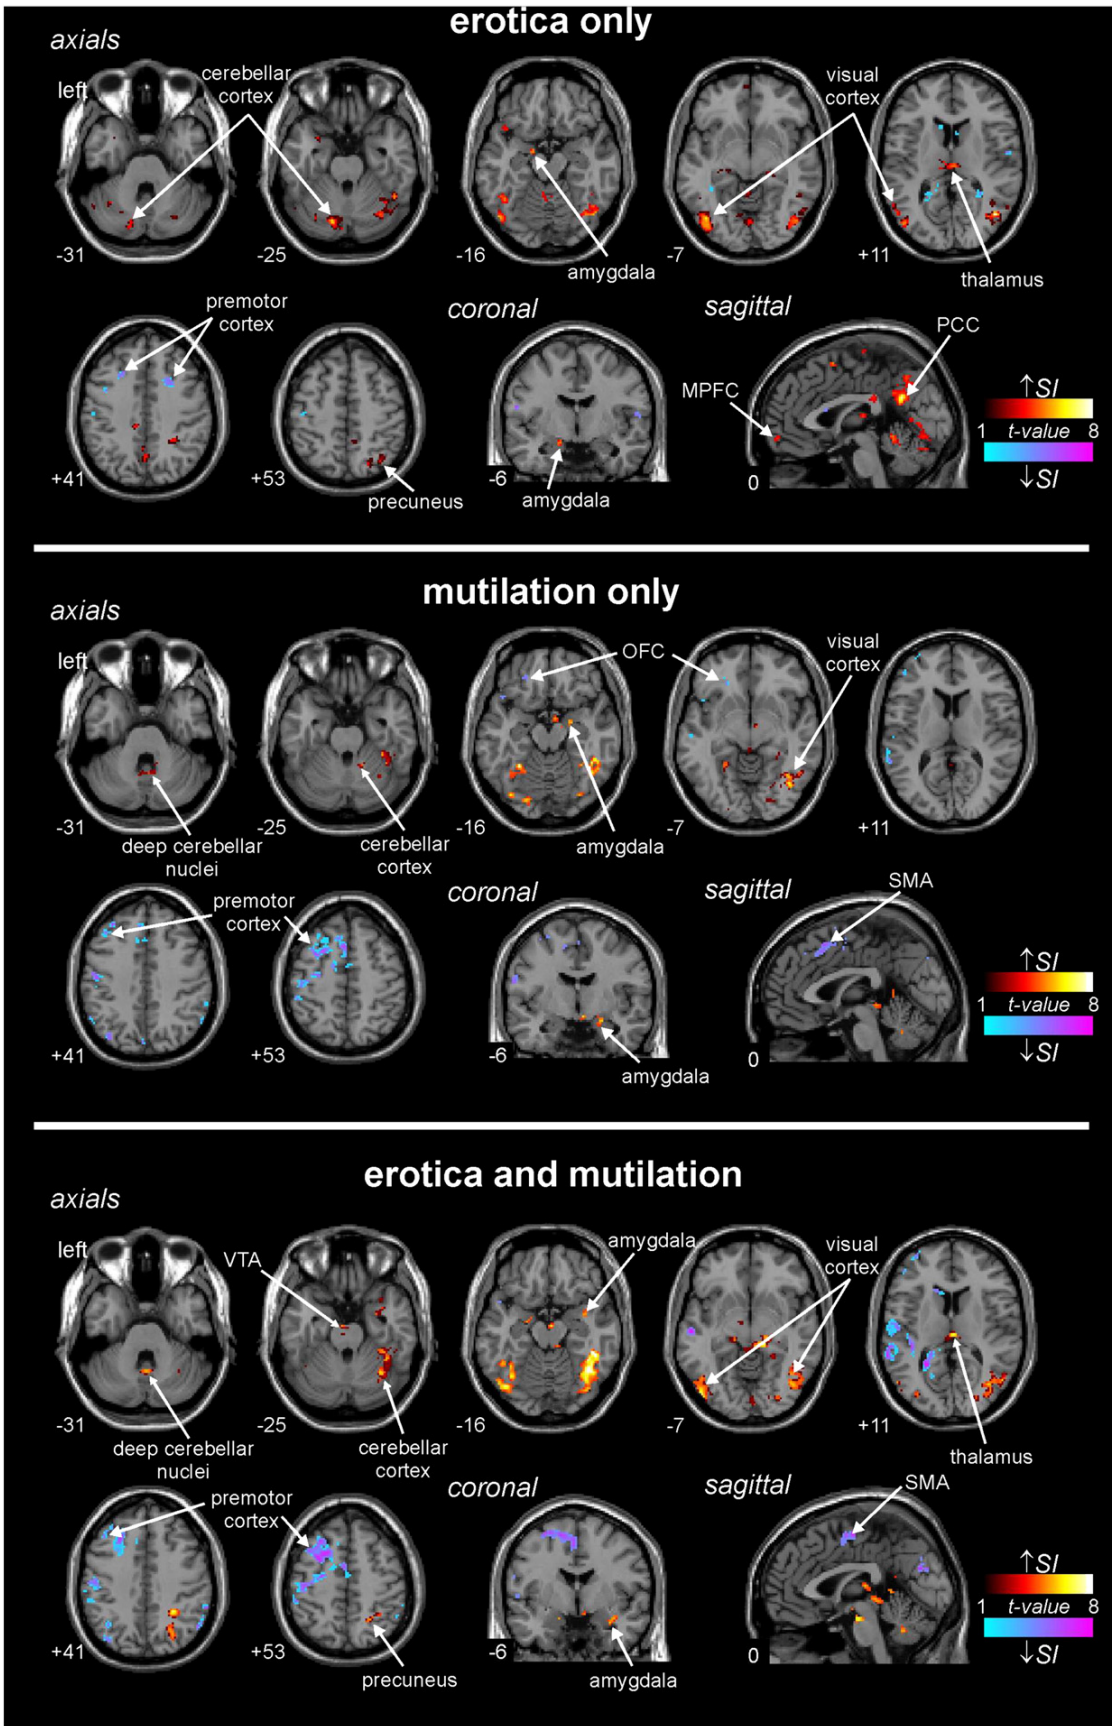 erotica only
axials
left
cerebellar
cortex
visual
cortex
-31
-25
-16
-7
+11
amygdala
thalamus
premotor
cortex
coronal
sagittal
PCC
MPFC
↑SI
1 t-value 8
↓SI
+41
+53
-6
0
precuneus
amygdala
mutilation only
axials
left
OFC
visual
cortex
-31
-25
-16
-7
+11
deep cerebellar
nuclei
cerebellar
cortex
amygdala
premotor
cortex
coronal
sagittal
SMA
↑SI
1 t-value 8
↓SI
+41
+53
-6
0
amygdala
erotica and mutilation
axials
left
VTA
amygdala
visual
cortex
-31
-25
-16
-7
+11
deep cerebellar
nuclei
cerebellar
cortex
thalamus
premotor
cortex
coronal
sagittal
SMA
↑SI
1 t-value 8
↓SI
+41
+53
-6
0
precuneus
amygdala